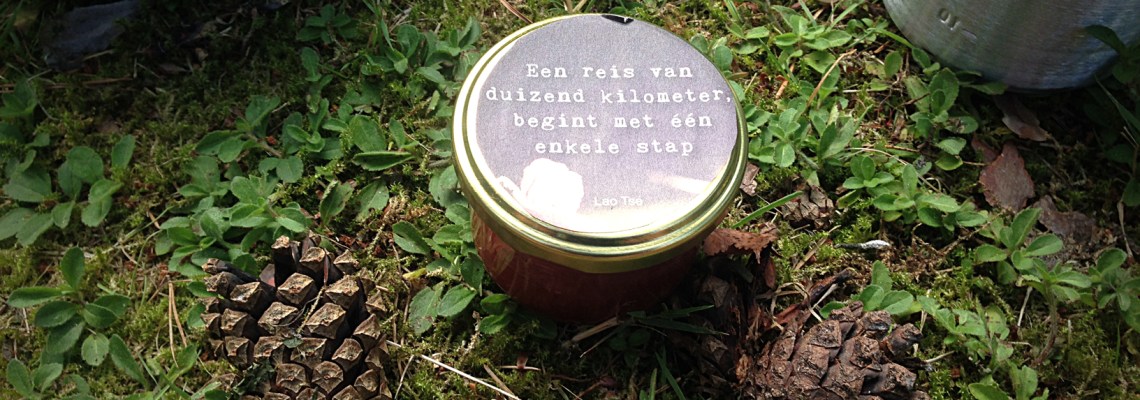 Een reis van
duizend kilometer,
begint met één
enkele stap
Lao Tse